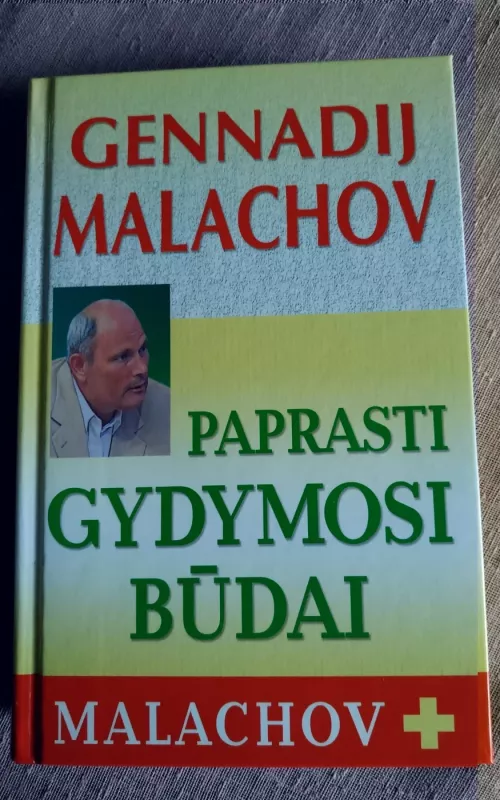 GENNADIJ
MALACHOV
PAPRASTI
GYDYMOSI
BŪDAI
MALACHOV +